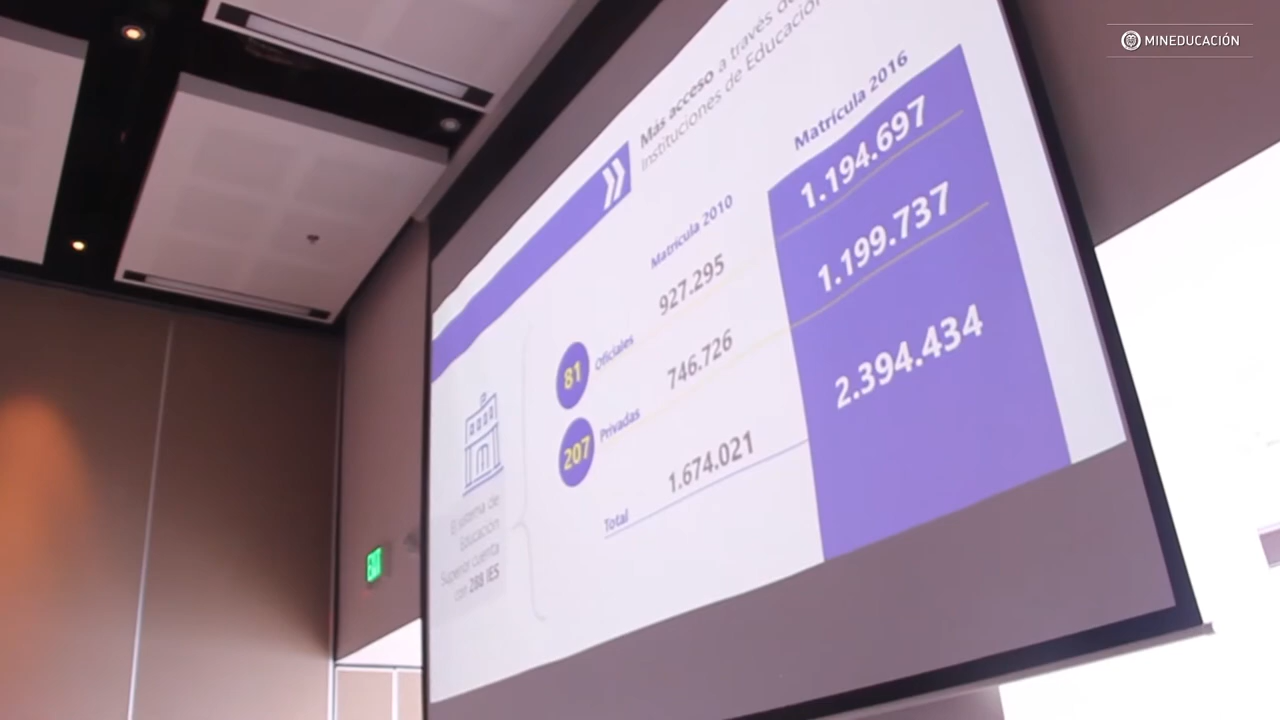 MINEDUCACIÓN
Más acceso a través de
Instituciones de Educación
Matrícula 2010
Matrícula 2016
81
Oficiales
927.295
1.194.697
207
Privadas
746.726
1.199.737
Total
1.674.021
2.394.434
El sistema de
Educación
Superior cuenta
con 288 IES
EXIT